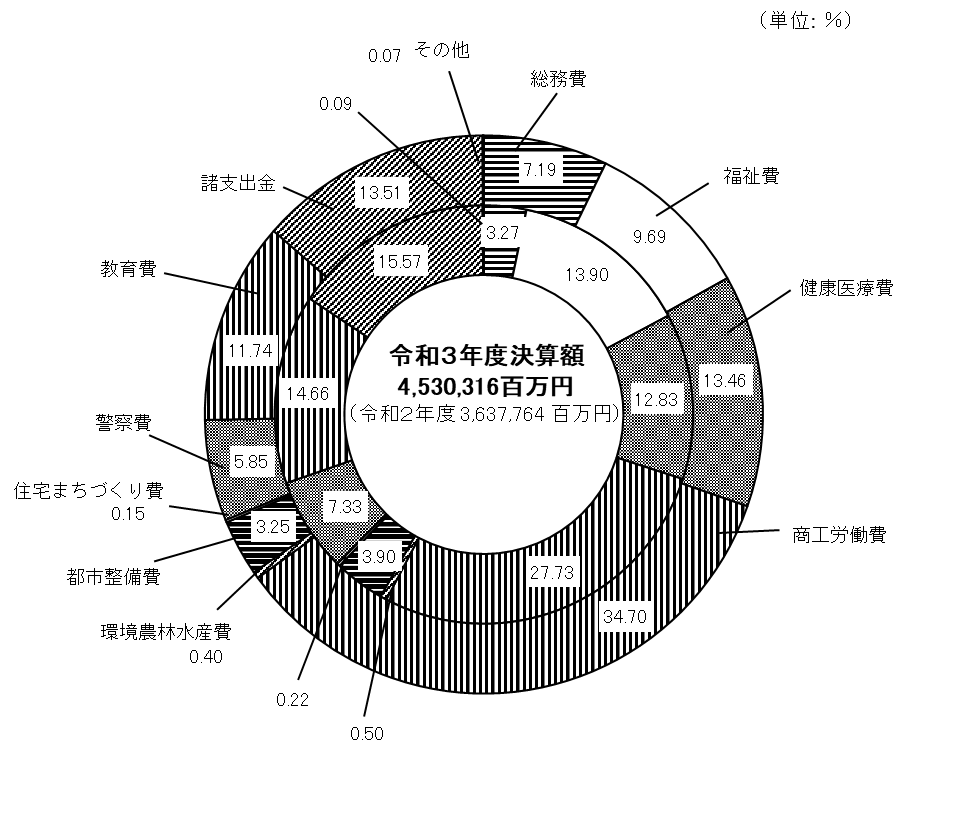 （単位: %）
その他
0.07
総務費
0.09
7.19
福祉費
諸支出金
13.51
3.27
9.69
15.57
13.90
教育費
健康医療費
11.74
13.46
14.66
12.83
令和３年度決算額
4,530,316百万円
（令和２年度 3,637,764 百万円）
警察費
5.85
住宅まちづくり費
0.15
7.33
3.25
商工労働費
3.90
27.73
都市整備費
34.70
環境農林水産費
0.40
0.22
0.50